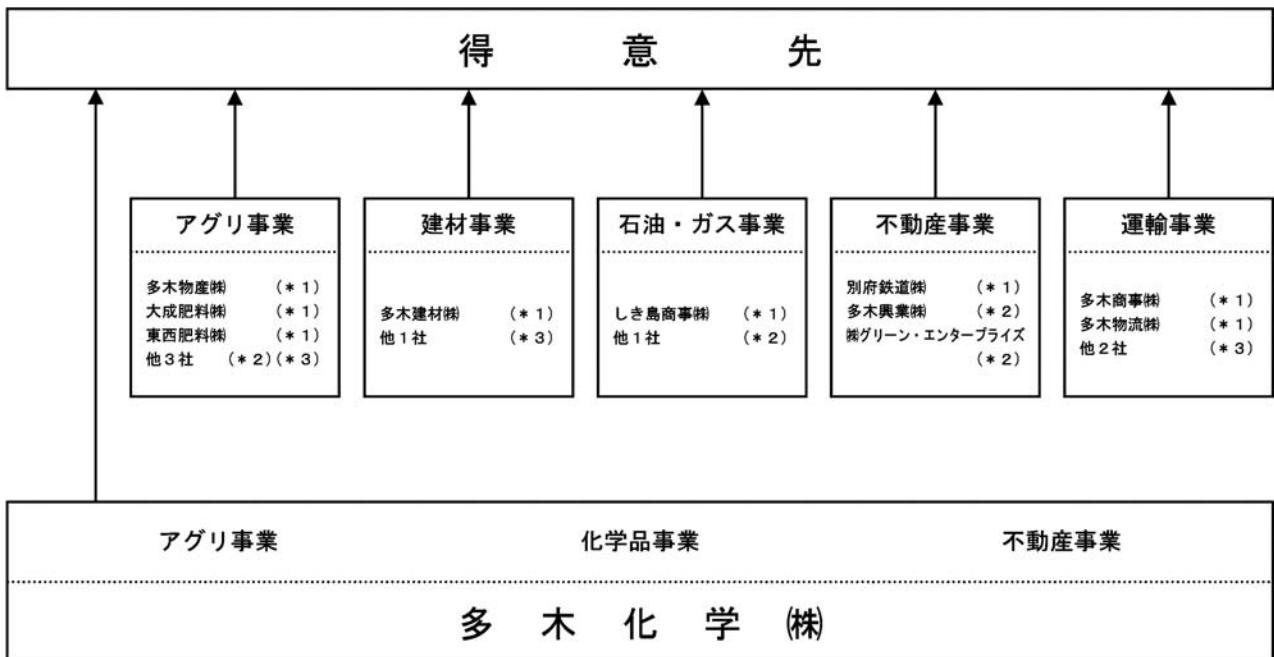 得意先
アグリ事業
多木物産㈱ (＊1)
大成肥料㈱ (＊1)
東西肥料㈱ (＊1)
他3社 (＊2)(＊3)
建材事業
多木建材㈱ (＊1)
他1社 (＊3)
石油・ガス事業
しき島商事㈱ (＊1)
他1社 (＊2)
不動産事業
別府鉄道㈱ (＊1)
多木興業㈱ (＊2)
㈱グリーン・エンタープライズ
(＊2)
運輸事業
多木商事㈱ (＊1)
多木物流㈱ (＊1)
他2社 (＊3)
アグリ事業 化学品事業 不動産事業
多木化学㈱